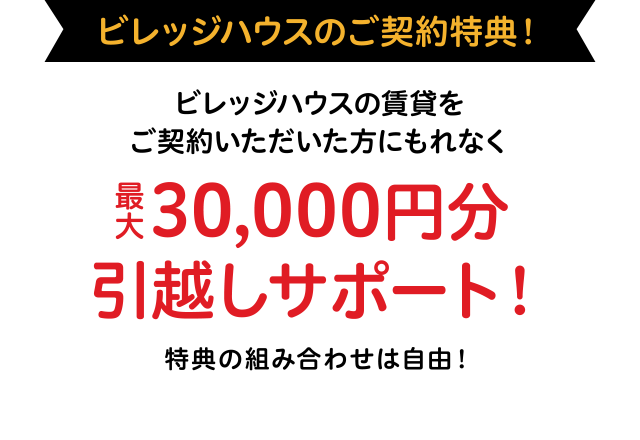 ビレッジハウスのご契約特典！
ビレッジハウスの賃貸を
ご契約いただいた方にもれなく
最大30,000円分
引越しサポート！
特典の組み合わせは自由！